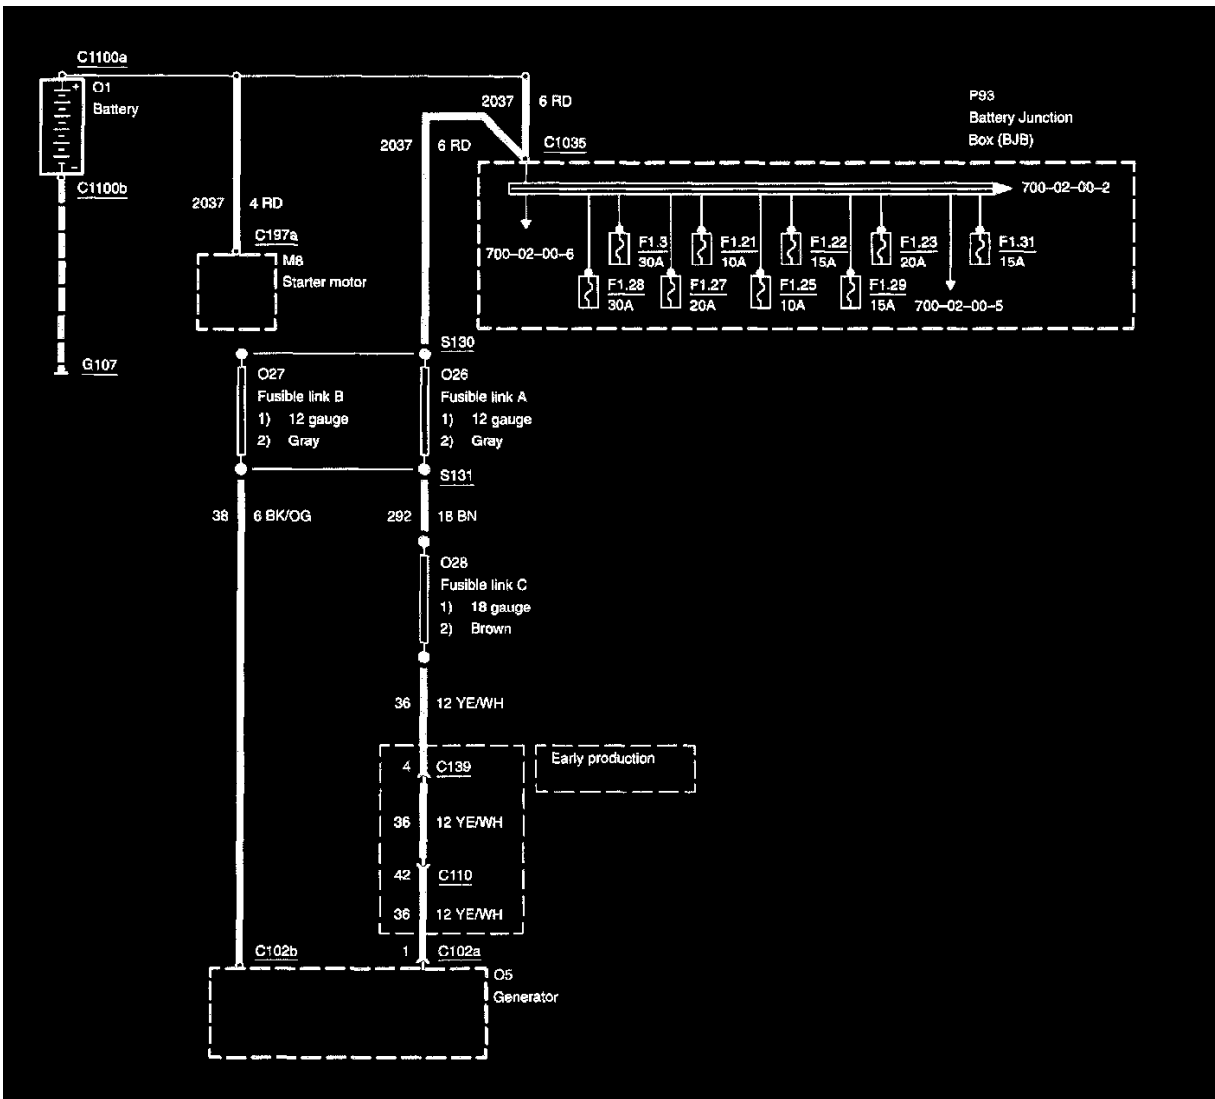 C1100a
+
O1
Battery
-
C1100b
G107
2037 4 RD
C197a
M8
Starter motor
2037 6 RD
2037 6 RD
C1035
P93
Battery Junction
Box (BJB)
700-02-00-2
700-02-00-6
F1.3
30A
F1.21
10A
F1.22
15A
F1.23
20A
F1.31
15A
F1.28
30A
F1.27
20A
F1.25
10A
F1.29
15A
700-02-00-5
S130
O27
Fusible link B
1) 12 gauge
2) Gray
O26
Fusible link A
1) 12 gauge
2) Gray
S131
38 6 BK/OG
292 18 BN
O28
Fusible link C
1) 18 gauge
2) Brown
36 12 YE/WH
4 C139
Early production
36 12 YE/WH
42 C110
36 12 YE/WH
C102b
1 C102a
O5
Generator